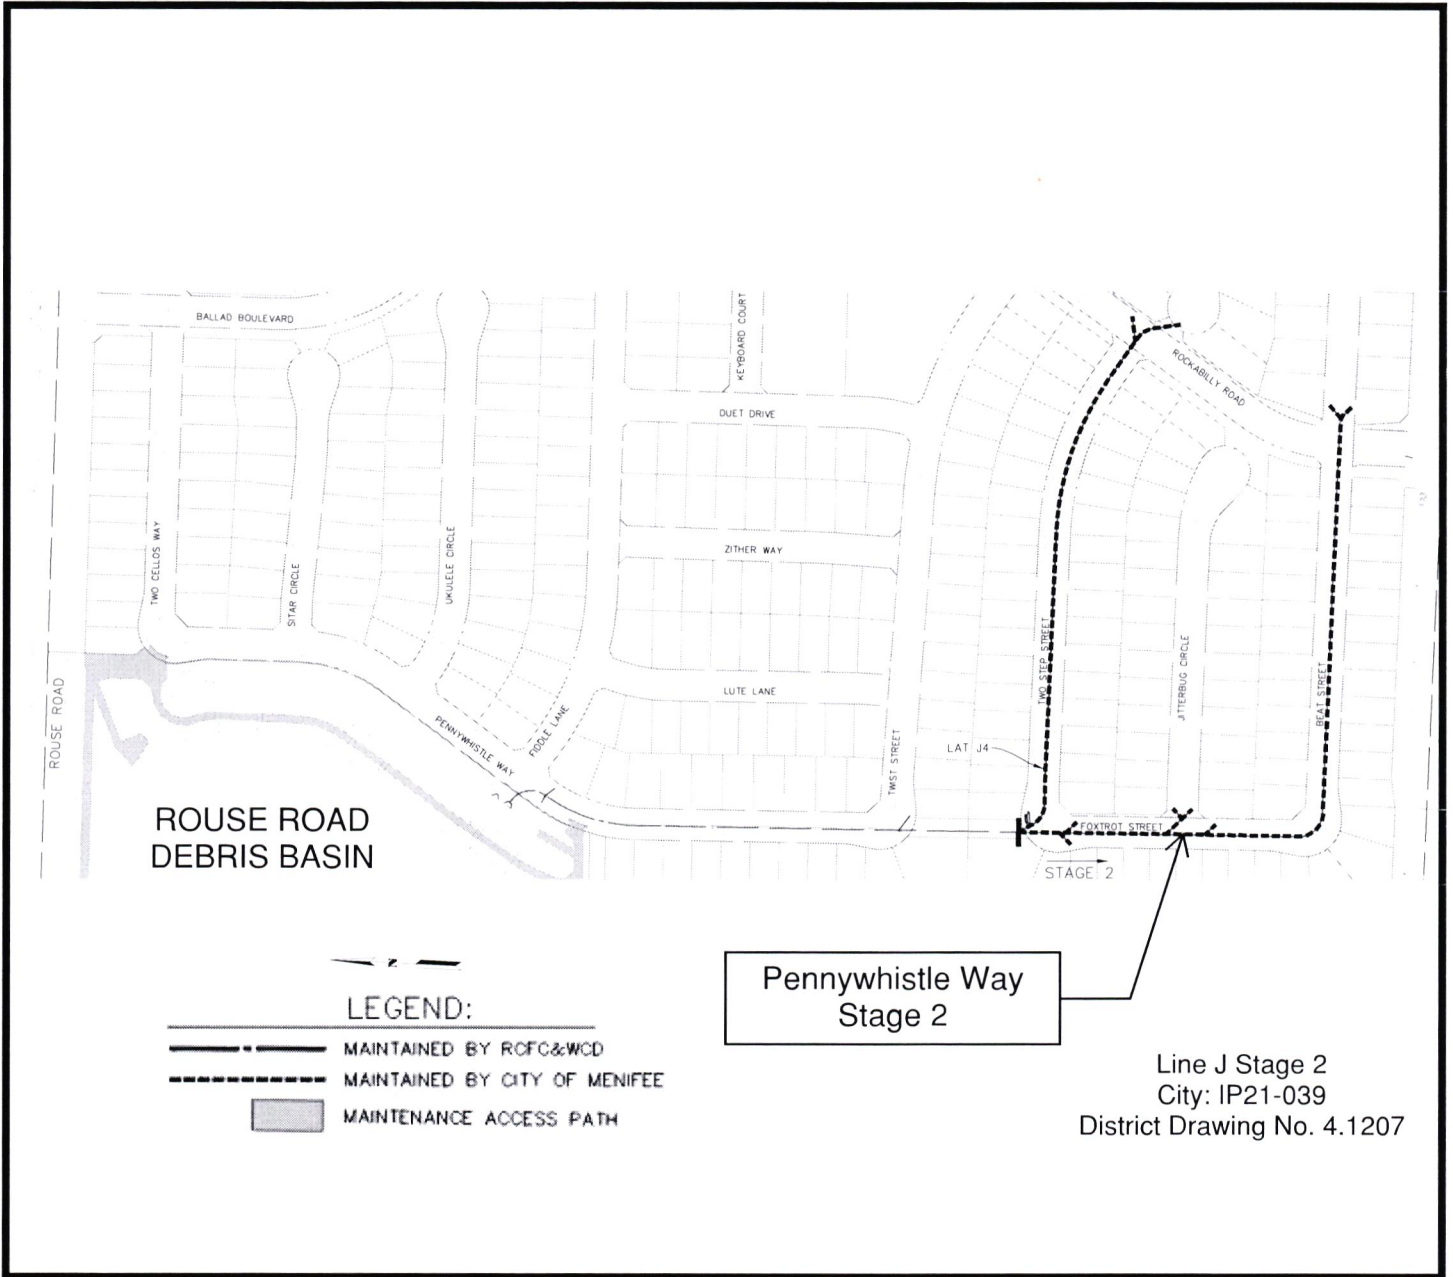 BALLAD BOULEVARD
KEYBOARD COURT
ROCKABILLY ROAD
DUET DRIVE
TWO CELLOS WAY
SITAR CIRCLE
UKULELE CIRCLE
ZITHER WAY
TWO STEP STREET
JITTERBUG CIRCLE
BEAT STREET
ROUSE ROAD
LUTE LANE
PENNYWHISTLE WAY
FIDDLE LANE
TWIST STREET
LAT J4
FOXTROT STREET
STAGE 2
ROUSE ROAD
DEBRIS BASIN
Z
LEGEND:
MAINTAINED BY RCFC&WCD
MAINTAINED BY CITY OF MENIFEE
MAINTENANCE ACCESS PATH
Pennywhistle Way
Stage 2
Line J Stage 2
City: IP21-039
District Drawing No. 4.1207